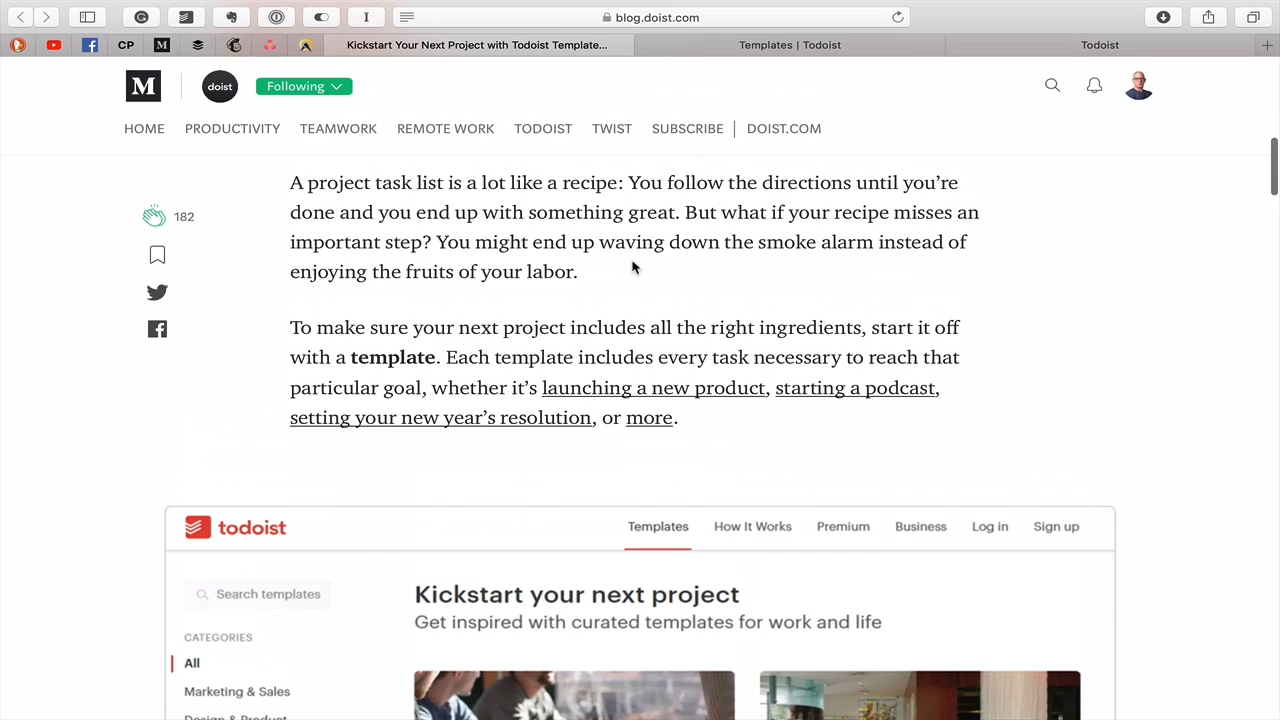 blog.doist.com
CP
M
Kickstart Your Next Project with Todoist Template...
Templates | Todoist
Todoist
M
doist
Following
HOME
PRODUCTIVITY
TEAMWORK
REMOTE WORK
TODOIST
TWIST
SUBSCRIBE
DOIST.COM
A project task list is a lot like a recipe: You follow the directions until you're
done and you end up with something great. But what if your recipe misses an
important step? You might end up waving down the smoke alarm instead of
enjoying the fruits of your labor.
182
To make sure your next project includes all the right ingredients, start it off
with a template. Each template includes every task necessary to reach that
particular goal, whether it's launching a new product, starting a podcast,
setting your new year's resolution, or more.
todoist
Templates
How It Works
Premium
Business
Log in
Sign up
Search templates
CATEGORIES
All
Marketing & Sales
Design & Product
Kickstart your next project
Get inspired with curated templates for work and life